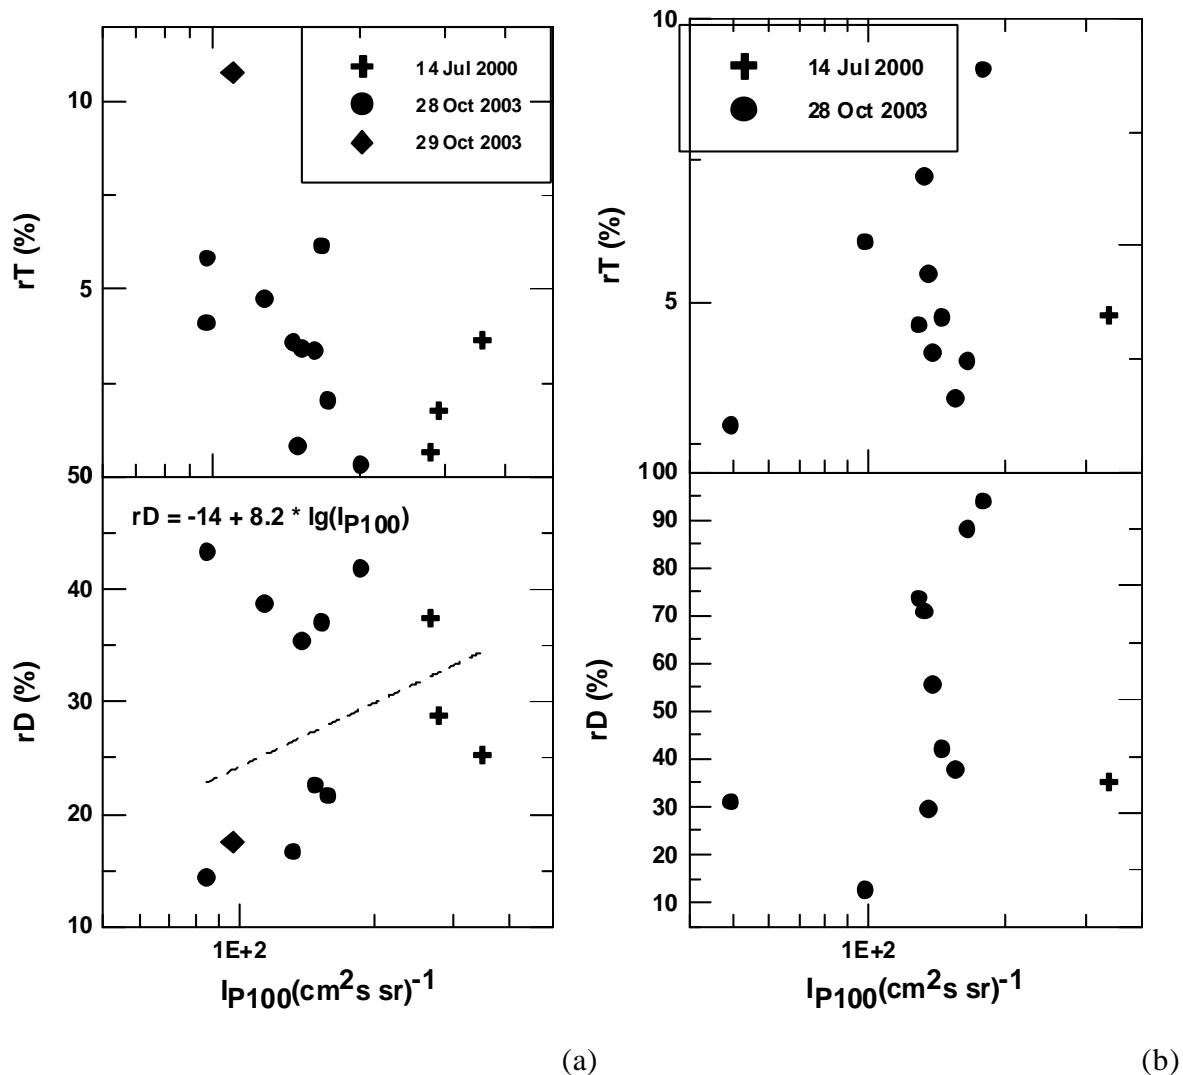 14 Jul 2000
28 Oct 2003
29 Oct 2003
10
5
50
rT (%)
rD = -14 + 8.2 * lg(IP100)
40
30
20
10
rD (%)
1E+2
IP100(cm2s sr)-1
(a)
10
14 Jul 2000
28 Oct 2003
5
100
rT (%)
90
80
70
60
50
40
30
20
10
rD (%)
1E+2
IP100(cm2s sr)-1
(b)